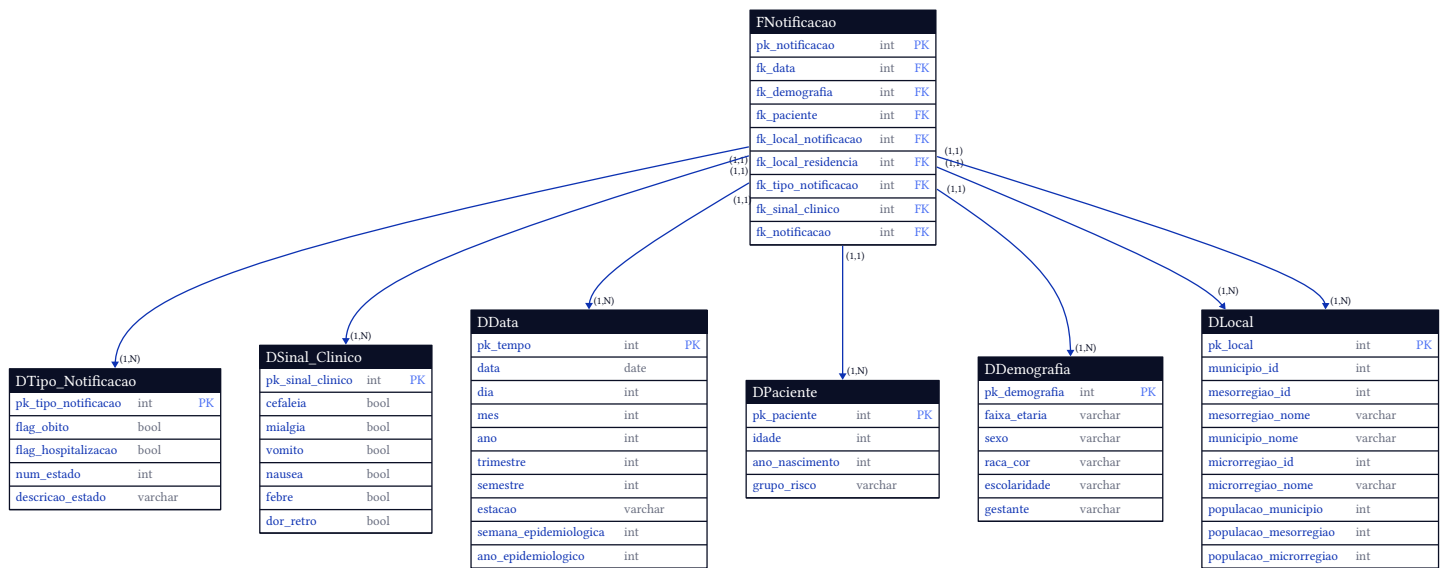 FNotificacao
pk_notificacao int PK
fk_data int FK
fk_demografia int FK
fk_paciente int FK
fk_local_notificacao int FK
fk_local_residencia int FK
fk_tipo_notificacao int FK
fk_sinal_clinico int FK
fk_notificacao int FK
(1,1)
(1,1)
(1,1)
(1,1)
(1,1)
(1,1)
(1,1)
(1,N)
(1,N)
(1,N)
(1,N)
(1,N)
(1,N)
(1,N)
DTipo_Notificacao
pk_tipo_notificacao int PK
flag_obito bool
flag_hospitalizacao bool
num_estado int
descricao_estado varchar
DSinal_Clinico
pk_sinal_clinico int PK
cefaleia bool
mialgia bool
vomito bool
nausea bool
febre bool
dor_retro bool
DData
pk_tempo int PK
data date
dia int
mes int
ano int
trimestre int
semestre int
estacao varchar
semana_epidemiologica int
ano_epidemiologico int
DPaciente
pk_paciente int PK
idade int
ano_nascimento int
grupo_risco varchar
DDemografia
pk_demografia int PK
faixa_etaria varchar
sexo varchar
raca_cor varchar
escolaridade varchar
gestante varchar
DLocal
pk_local int PK
municipio_id int
mesorregiao_id int
mesorregiao_nome varchar
municipio_nome varchar
microrregiao_id int
microrregiao_nome varchar
populacao_municipio int
populacao_mesorregiao int
populacao_microrregiao int